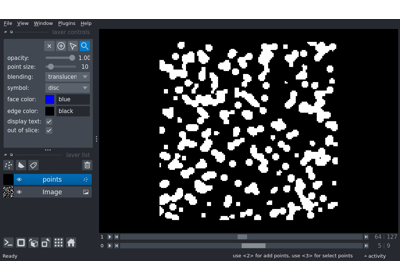 File View Window Plugins Help
layer controls
opacity: 1.00
point size: 10
blending: translucen
symbol: disc
face color: blue
edge color: black
display text:
out of slice:
layer list
points
Image
1 64 127
0 5 9
Ready use <2> for add points, use <3> for select points activity